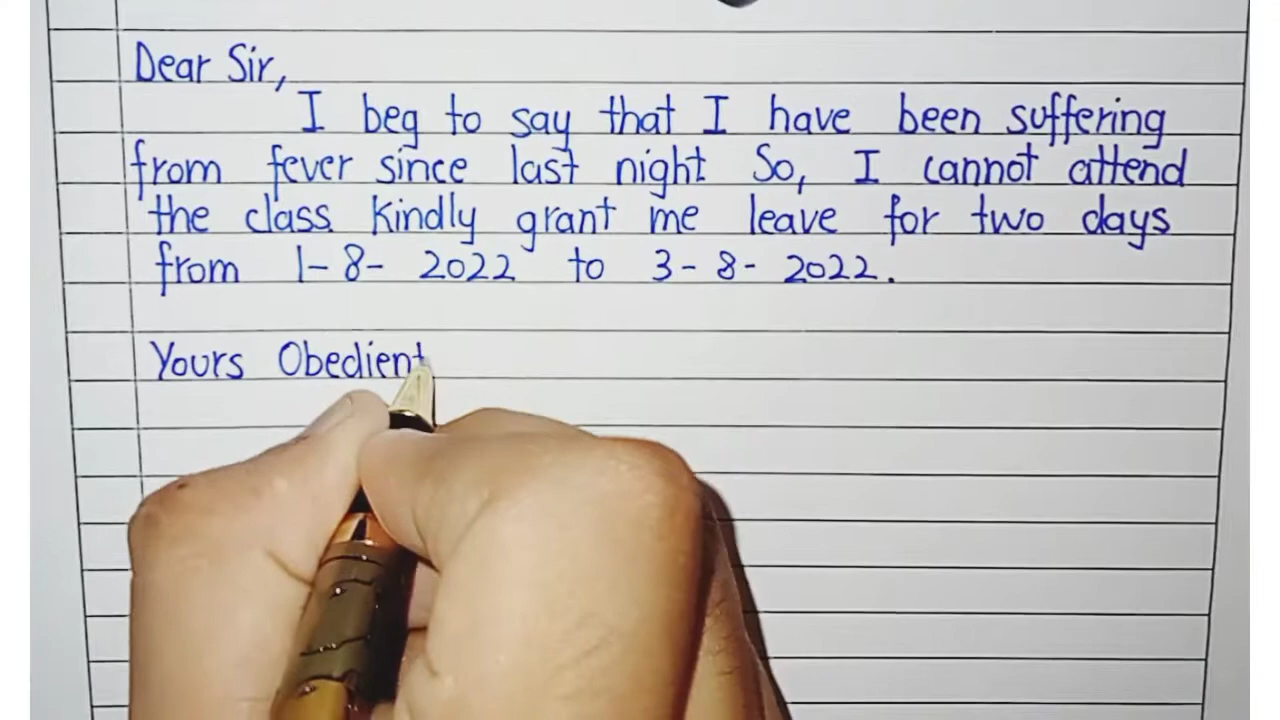 Dear Sir,
I beg to say that I have been suffering
from fever since last night So, I cannot attend
the class. Kindly grant me leave for two days
from 1-8-2022 to 3-8-2022.
Yours Obedient